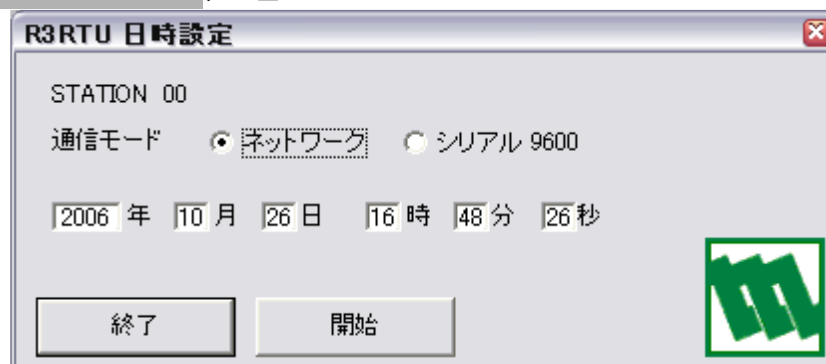 R3RTU 日時設定
STATION 00
通信モード ネットワーク シリアル 9600
2006 年 10 月 26 日 16 時 48 分 26 秒
終了 開始